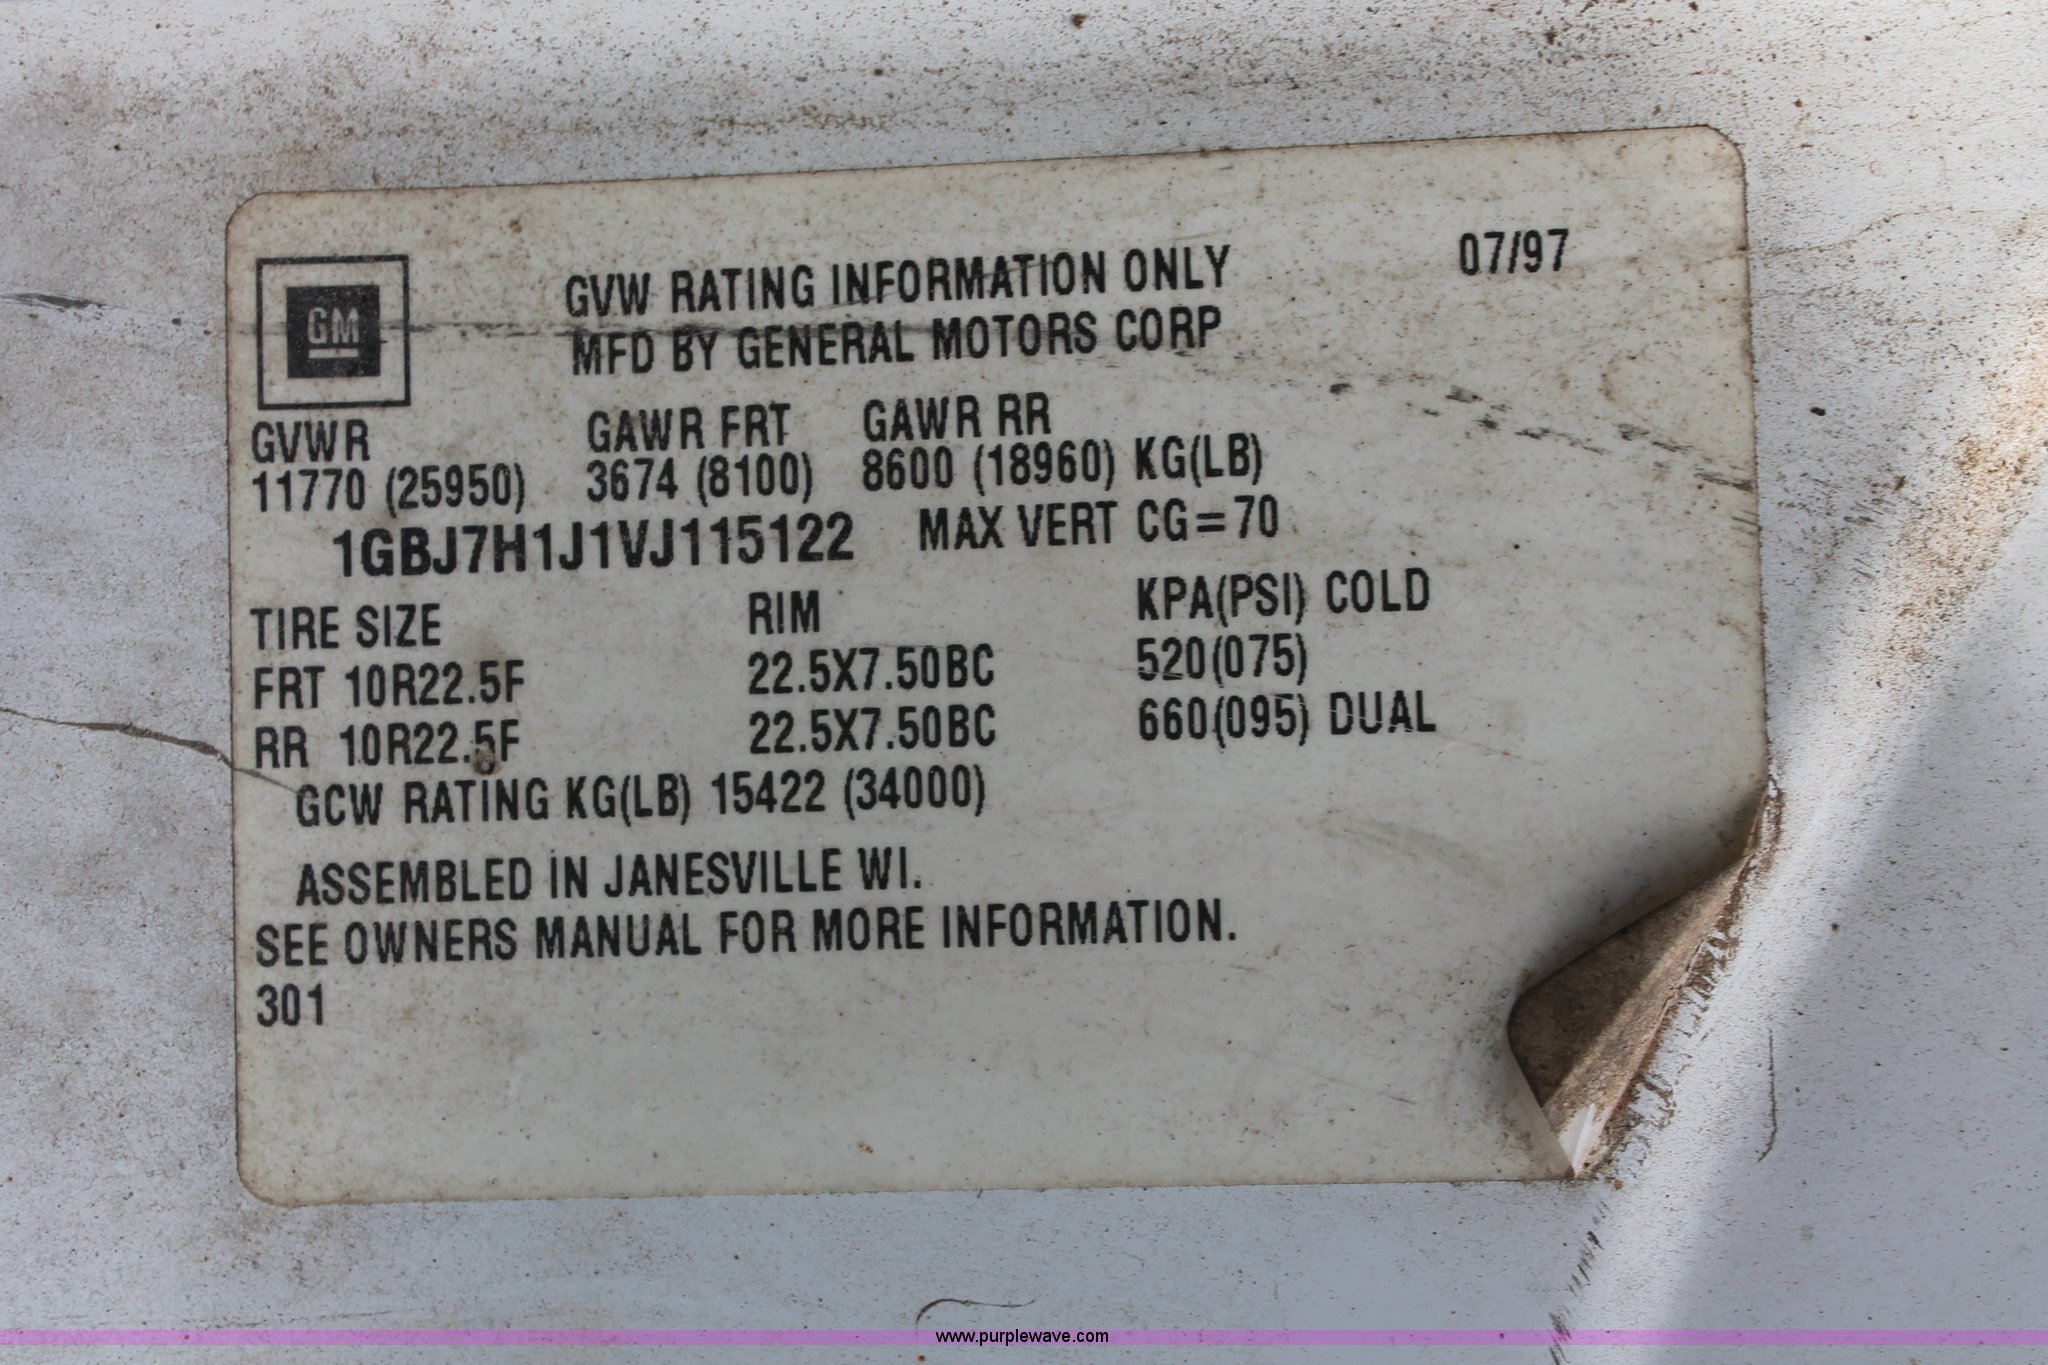 07/97
GM
GVW RATING INFORMATION ONLY
MFD BY GENERAL MOTORS CORP
GVWR GAWR FRT GAWR RR
11770 (25950) 3674 (8100) 8600 (18960) KG(LB)
1GBJ7H1J1VJ115122 MAX VERT CG=70
TIRE SIZE RIM KPA(PSI) COLD
FRT 10R22.5F 22.5X7.50BC 520(075)
RR 10R22.5F 22.5X7.50BC 660(095) DUAL
GCW RATING KG(LB) 15422 (34000)
ASSEMBLED IN JANESVILLE WI.
SEE OWNERS MANUAL FOR MORE INFORMATION.
301
www.purplewave.com